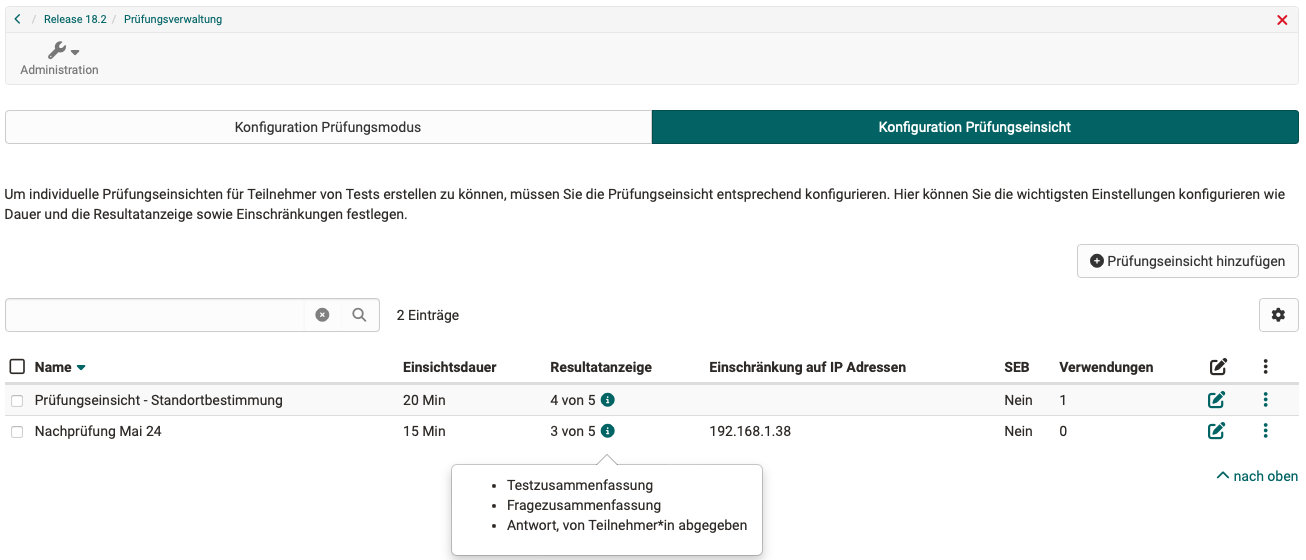 / Release 18.2 / Prüfungsverwaltung
Administration
Konfiguration Prüfungsmodus Konfiguration Prüfungseinsicht
Um individuelle Prüfungseinsichten für Teilnehmer von Tests erstellen zu können, müssen Sie die Prüfungseinsicht entsprechend konfigurieren. Hier können Sie die wichtigsten Einstellungen konfigurieren wie
Dauer und die Resultatanzeige sowie Einschränkungen festlegen.
Prüfungseinsicht hinzufügen
2 Einträge
Name Einsichtsdauer Resultatanzeige Einschränkung auf IP Adressen SEB Verwendungen
Prüfungseinsicht - Standortbestimmung 20 Min 4 von 5 Nein 1
Nachprüfung Mai 24 15 Min 3 von 5 192.168.1.38 Nein 0
nach oben
• Testzusammenfassung
• Fragezusammenfassung
• Antwort, von Teilnehmer*in abgegeben